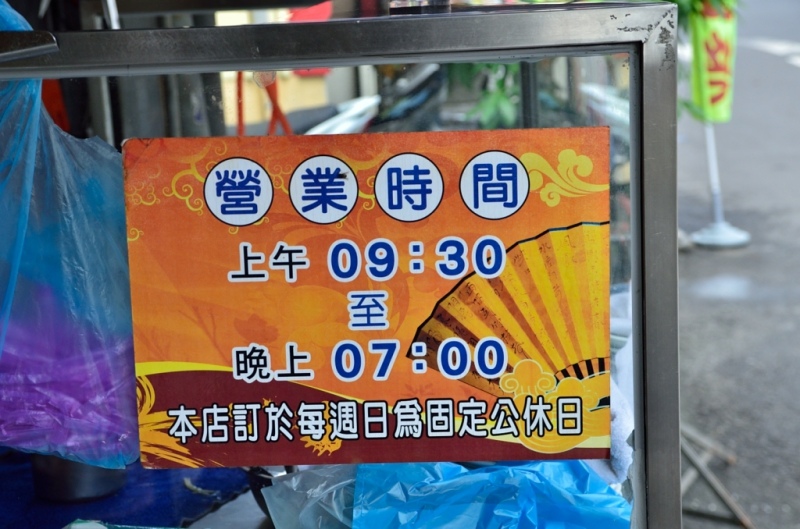 營業時間
上午 09:30
至
晚上 07:00
本店訂於每週日為固定公休日